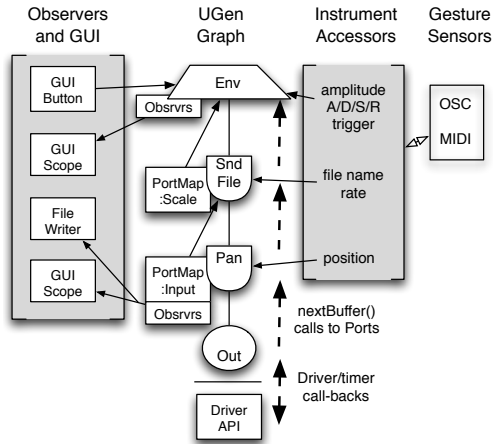 Observers
and GUI
UGen
Graph
Instrument
Accessors
Gesture
Sensors
GUI
Button
GUI
Scope
File
Writer
GUI
Scope
Env
Obsrvrs
PortMap
:Scale
Snd
File
PortMap
:Input
Obsrvrs
Pan
Out
Driver
API
amplitude
A/D/S/R
trigger
file name
rate
position
nextBuffer()
calls to Ports
Driver/timer
call-backs
OSC
MIDI